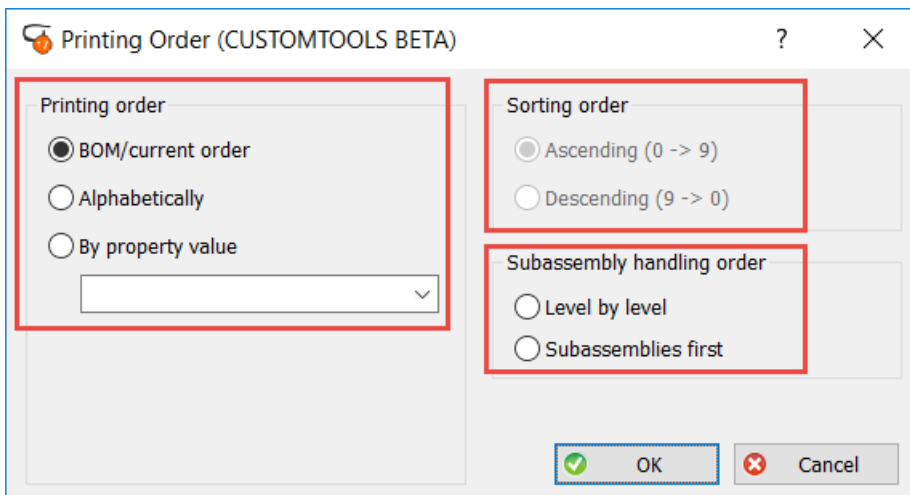 Printing Order (CUSTOMTOOLS BETA)
?
Printing order
BOM/current order
Alphabetically
By property value
Sorting order
Ascending (0 -> 9)
Descending (9 -> 0)
Subassembly handling order
Level by level
Subassemblies first
OK
Cancel